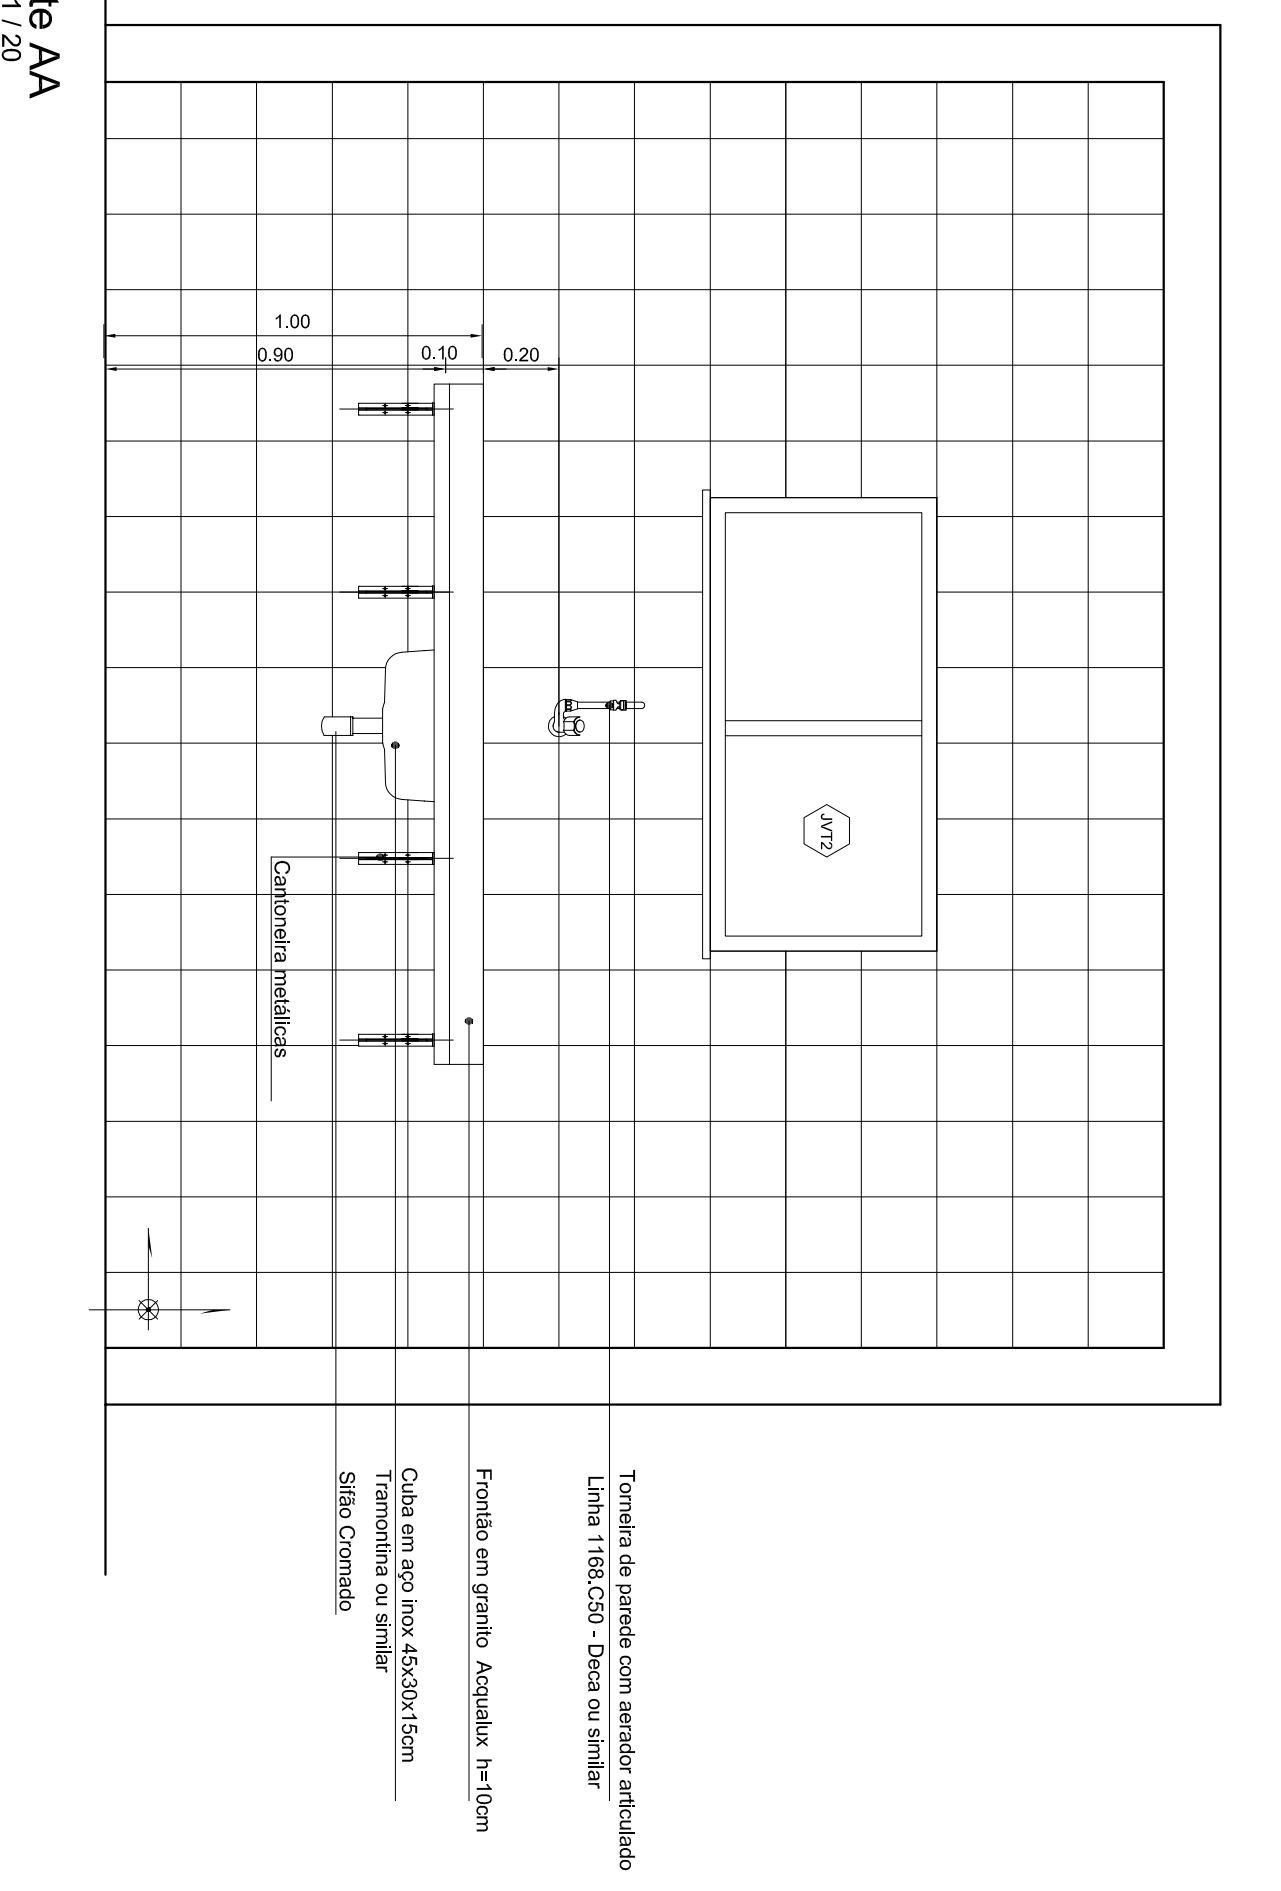 Torneira de parede com aerador articulado
Linha 1168.C50 - Deca ou similar
Frontão em granito Acqualux h=10cm
Cuba em aço inox 45x30x15cm
Tramontina ou similar
Sifão Cromado
JVT2
Cantoneira metálicas
1.00
0.90
0.10
0.20
te AA
1 / 20